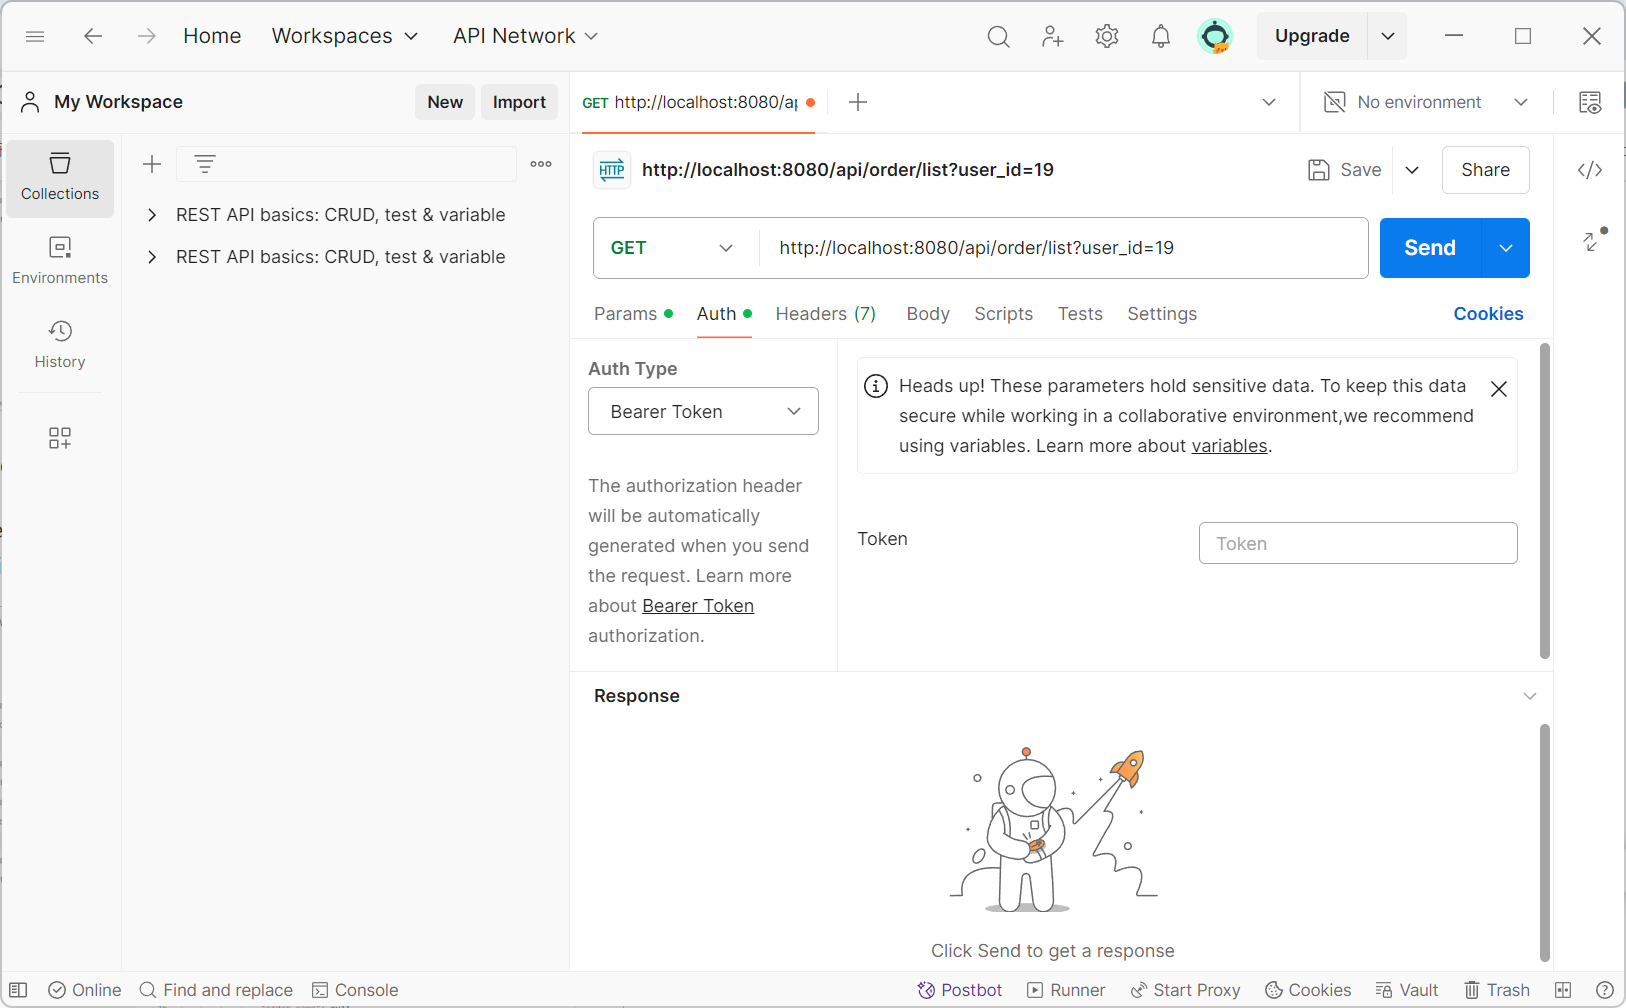 Home
Workspaces
API Network
Upgrade
My Workspace
New
Import
GET http://localhost:8080/a
No environment
Collections
Environments
History
REST API basics: CRUD, test & variable
REST API basics: CRUD, test & variable
HTTP
http://localhost:8080/api/order/list?user_id=19
Save
Share
GET
http://localhost:8080/api/order/list?user_id=19
Send
Params
Auth
Headers (7)
Body
Scripts
Tests
Settings
Cookies
Auth Type
Bearer Token
The authorization header
will be automatically
generated when you send
the request. Learn more
about Bearer Token
authorization.
Heads up! These parameters hold sensitive data. To keep this data
secure while working in a collaborative environment,we recommend
using variables. Learn more about variables.
Token
Token
Response
Click Send to get a response
Online
Find and replace
Console
Postbot
Runner
Start Proxy
Cookies
Vault
Trash